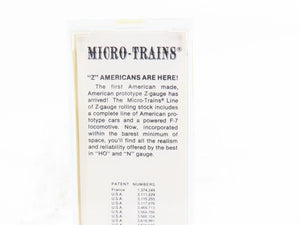 MICRO-TRAINS®
"Z" AMERICANS ARE HERE!
The first American made,
American prototype Z-gauge has
arrived! The Micro-Trains® Line
of Z-gauge rolling stock includes
a complete line of American pro-
totype cars and a powered F-7
locomotive. Now, incorporated
within the barest minimum of
space, you'll find all the realism
and reliability offered by the best
in "HO" and "N" gauge.
PATENT NUMBERS
France
U.S.A.
U.S.A.
U.S.A.
U.S.A.
U.S.A.
U.S.A.
U.S.A.